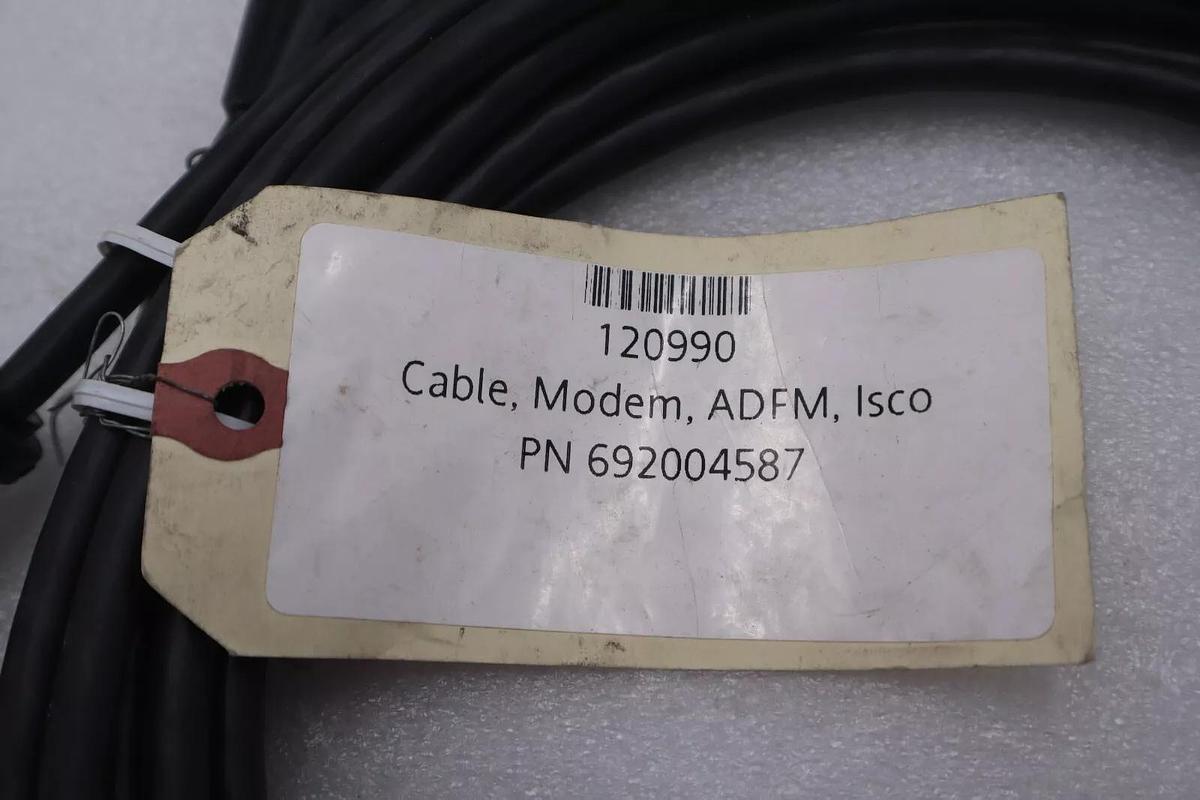 120990
Cable, Modem, ADFM, Isco
PN 692004587